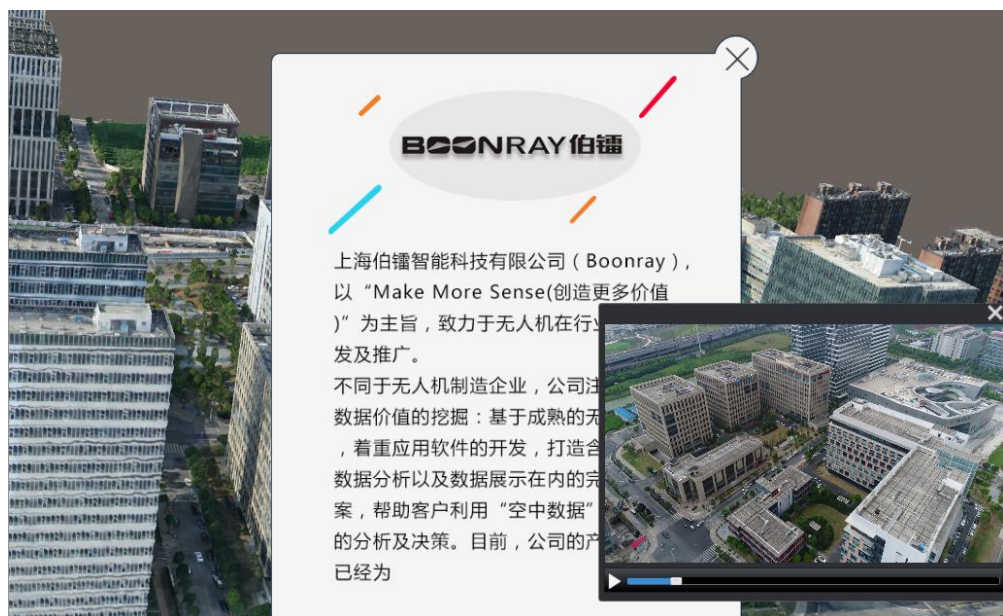 BOONRAY伯镭
上海伯镭智能科技有限公司（Boonray），
以“Make More Sense(创造更多价值
)”为主旨，致力于无人机在行业
发及推广。
不同于无人机制造企业，公司注
数据价值的挖掘：基于成熟的无
，着重应用软件的开发，打造含
数据分析以及数据展示在内的完
案，帮助客户利用“空中数据”
的分析及决策。目前，公司的产
已经为